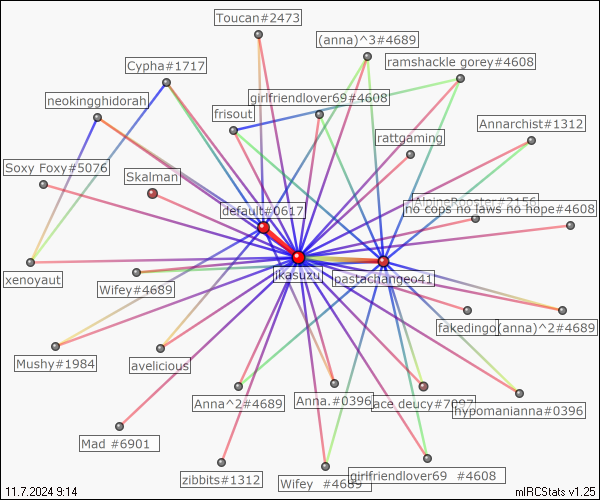 Toucan#2473
(anna)^3#4689
Cypha#1717
ramshackle gorey#4608
neokingghidorah
girlfriendlover69#4608
frisout
Annarchist#1312
rattgaming
Soxy Foxy#5076
Skalman
AlpineRooster#2156
default#0617
no cops no laws no hope#4608
ikasuzu
pastachangeo41
xenoyaut
Wifey#4689
fakedingo
(anna)^2#4689
Mushy#1984
avelicious
Anna^2#4689
Anna.#0396
ace deucy#7007
hypomanianna#0396
Mad #6901
zibbits#1312
Wifey #4689
girlfriendlover69 #4608
11.7.2024 9:14
mIRCStats v1.25